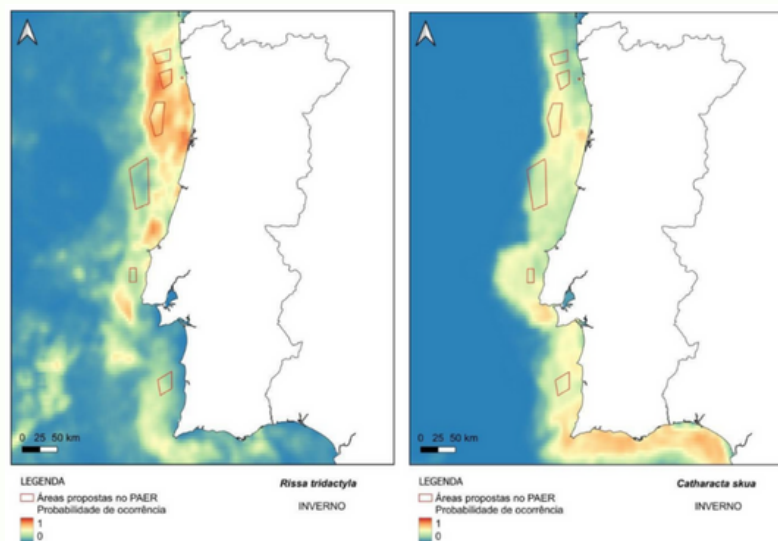 0 25 50 km
LEGENDA
Áreas propostas no PAER
Probabilidade de ocorrência
1
0
Rissa tridactyla
INVERNO
0 25 50 km
LEGENDA
Áreas propostas no PAER
Probabilidade de ocorrência
1
0
Catharacta skua
INVERNO